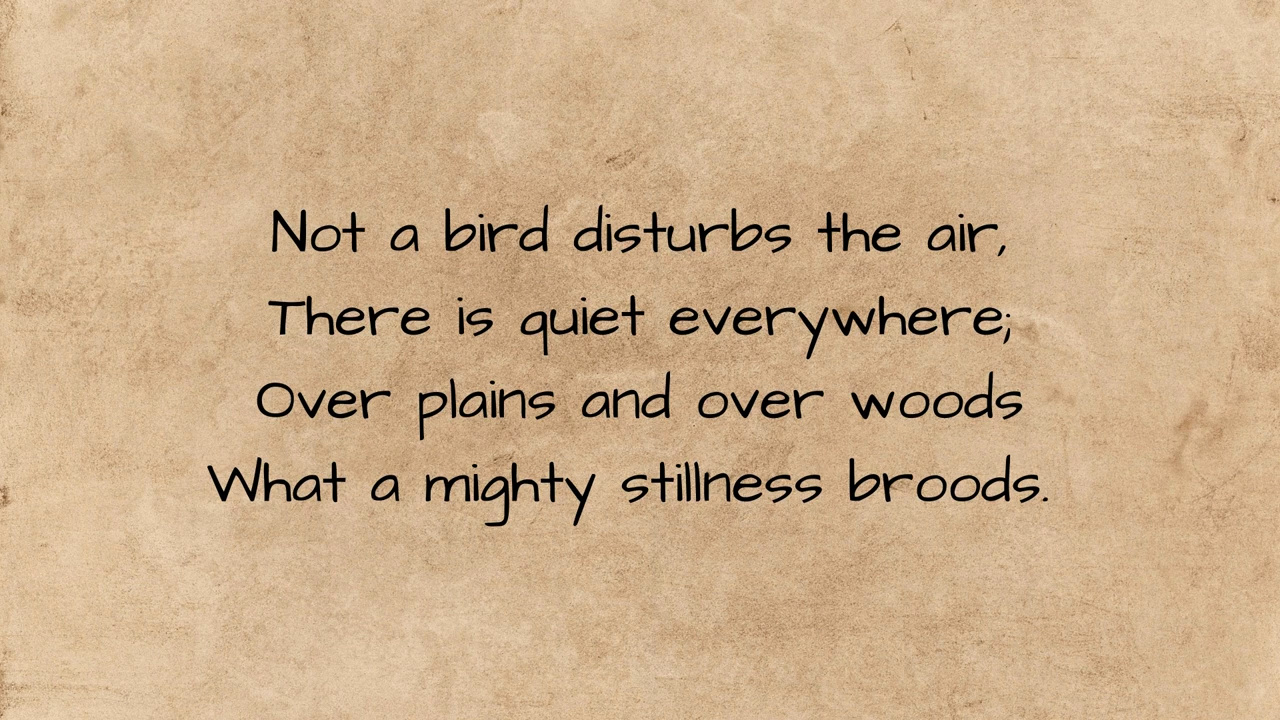 Not a bird disturbs the air,
There is quiet everywhere;
Over plains and over woods
What a mighty stillness broods.